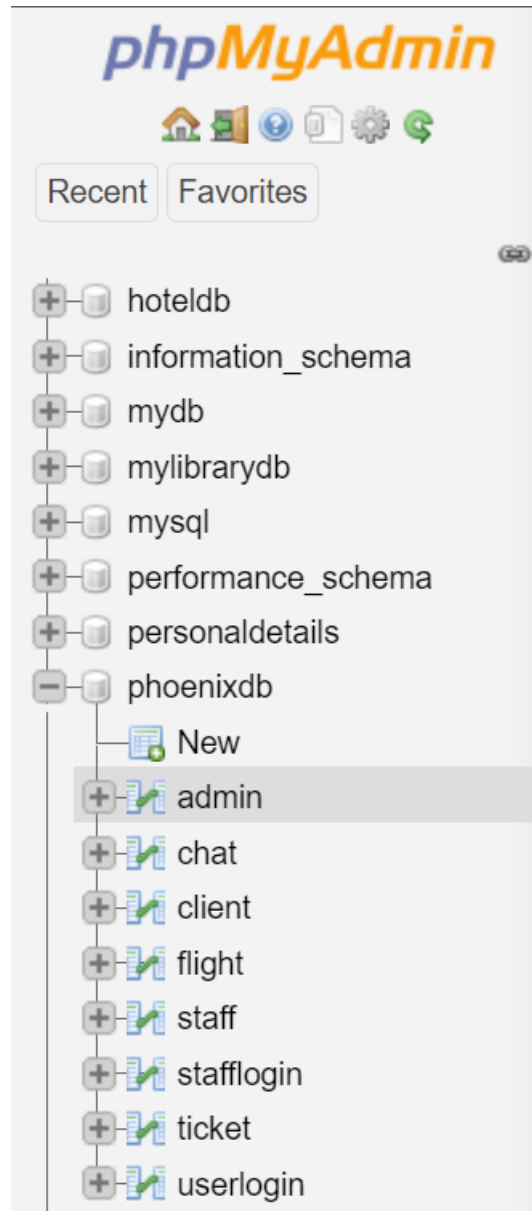 phpMyAdmin
Recent Favorites
hoteldb
information_schema
mydb
mylibrarydb
mysql
performance_schema
personaldetails
phoenixdb
New
admin
chat
client
flight
staff
stafflogin
ticket
userlogin